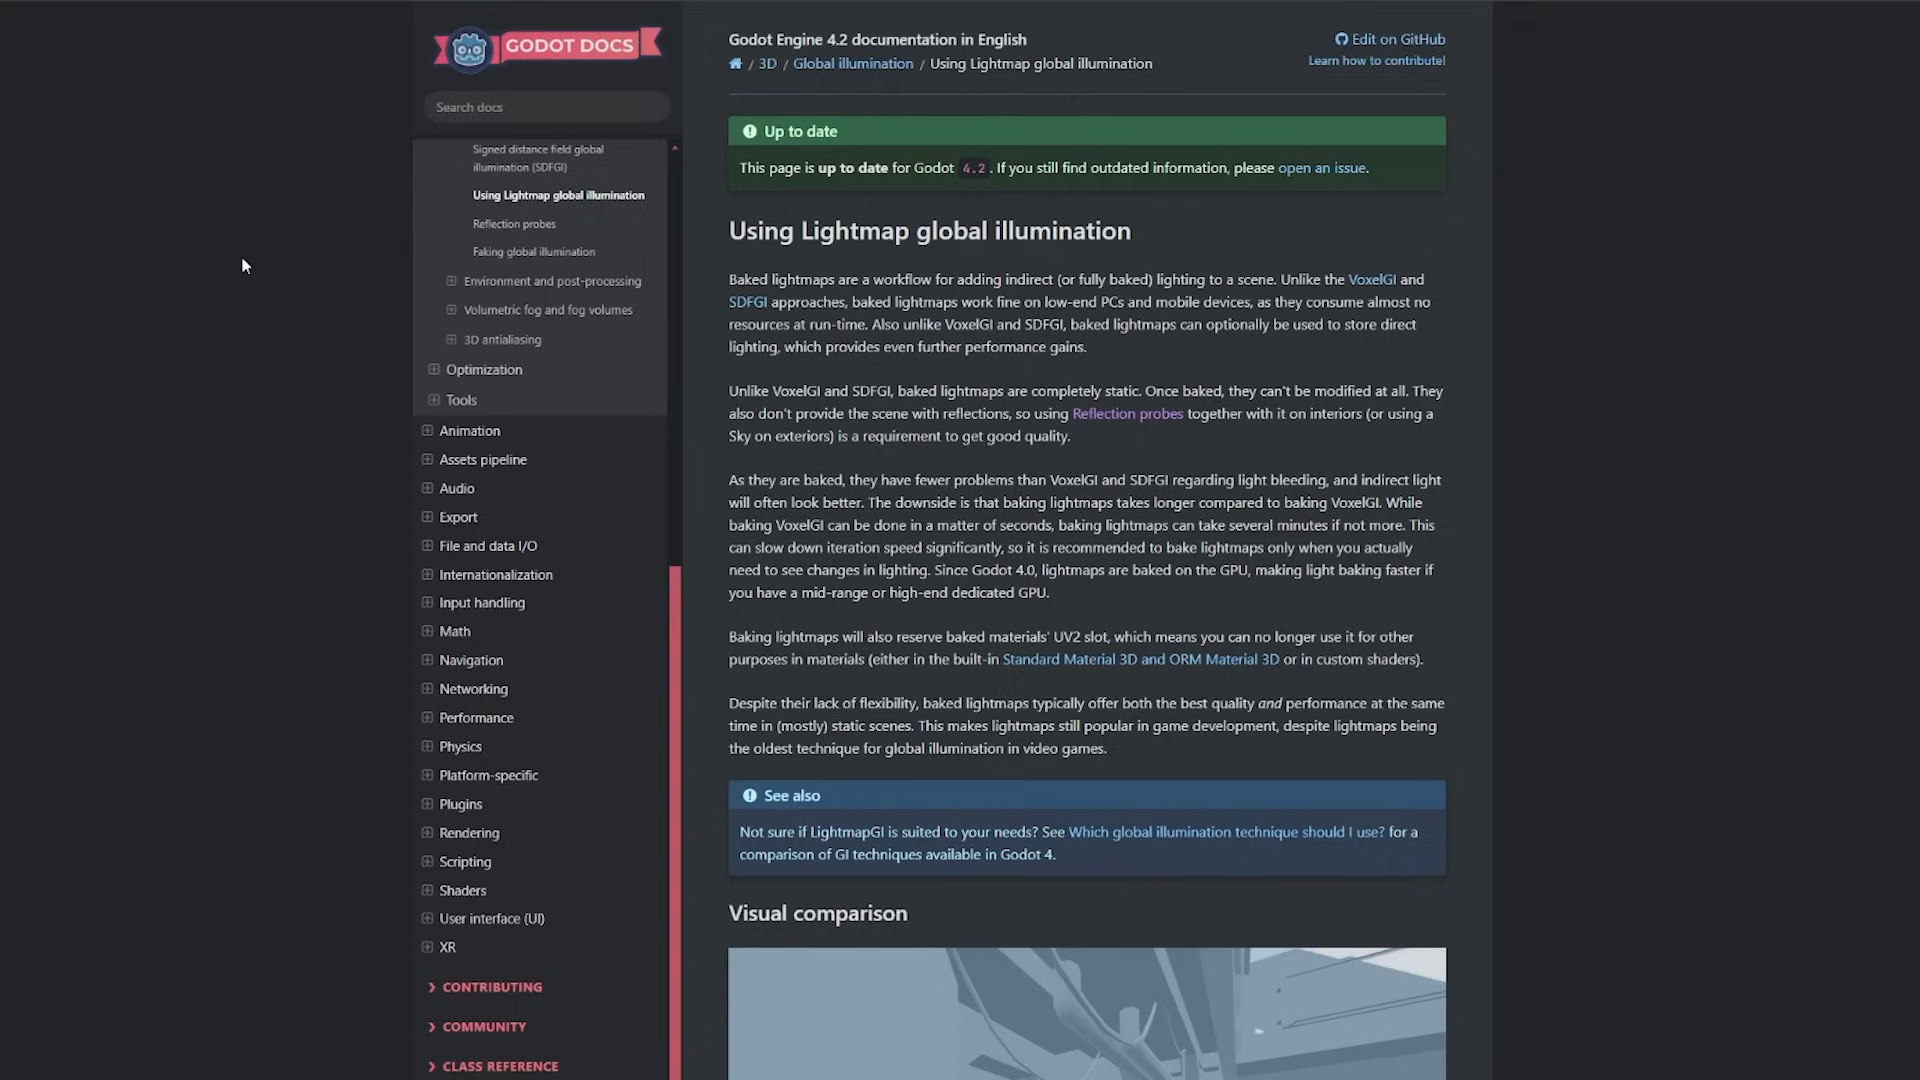 GODOT DOCS
Search docs
Signed distance field global
illumination (SDFGI)
Using Lightmap global illumination
Reflection probes
Faking global illumination
Environment and post-processing
Volumetric fog and fog volumes
3D antialiasing
Optimization
Tools
Animation
Assets pipeline
Audio
Export
File and data I/O
Internationalization
Input handling
Math
Navigation
Networking
Performance
Physics
Platform-specific
Plugins
Rendering
Scripting
Shaders
User interface (UI)
XR
CONTRIBUTING
COMMUNITY
CLASS REFERENCE
Godot Engine 4.2 documentation in English
Edit on GitHub
/ 3D / Global illumination / Using Lightmap global illumination
Learn how to contribute!
Up to date
This page is up to date for Godot 4.2. If you still find outdated information, please open an issue.
Using Lightmap global illumination
Baked lightmaps are a workflow for adding indirect (or fully baked) lighting to a scene. Unlike the VoxelGI and
SDFGI approaches, baked lightmaps work fine on low-end PCs and mobile devices, as they consume almost no
resources at run-time. Also unlike VoxelGI and SDFGI, baked lightmaps can optionally be used to store direct
lighting, which provides even further performance gains.
Unlike VoxelGI and SDFGI, baked lightmaps are completely static. Once baked, they can't be modified at all. They
also don't provide the scene with reflections, so using Reflection probes together with it on interiors (or using a
Sky on exteriors) is a requirement to get good quality.
As they are baked, they have fewer problems than VoxelGI and SDFGI regarding light bleeding, and indirect light
will often look better. The downside is that baking lightmaps takes longer compared to baking VoxelGI. While
baking VoxelGI can be done in a matter of seconds, baking lightmaps can take several minutes if not more. This
can slow down iteration speed significantly, so it is recommended to bake lightmaps only when you actually
need to see changes in lighting. Since Godot 4.0, lightmaps are baked on the GPU, making light baking faster if
you have a mid-range or high-end dedicated GPU.
Baking lightmaps will also reserve baked materials' UV2 slot, which means you can no longer use it for other
purposes in materials (either in the built-in Standard Material 3D and ORM Material 3D or in custom shaders).
Despite their lack of flexibility, baked lightmaps typically offer both the best quality and performance at the same
time in (mostly) static scenes. This makes lightmaps still popular in game development, despite lightmaps being
the oldest technique for global illumination in video games.
See also
Not sure if LightmapGI is suited to your needs? See Which global illumination technique should I use? for a
comparison of GI techniques available in Godot 4.
Visual comparison